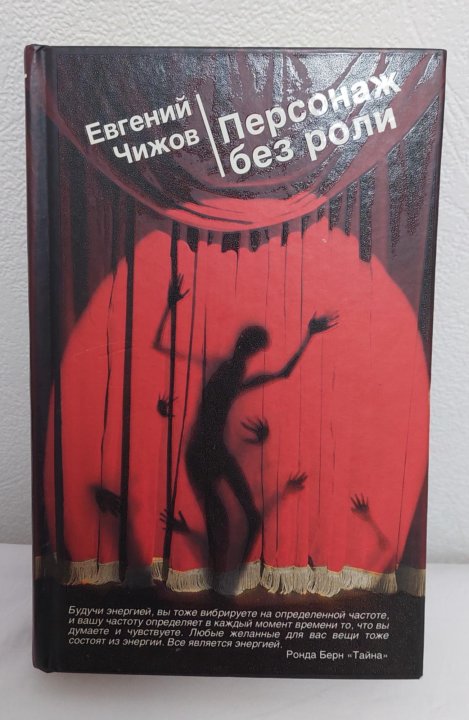 Евгений
Чижов
Персонаж
без роли
Будучи энергией, вы тоже вибрируете на определенной частоте,
и вашу частоту определяет в каждый момент времени то, что вы
думаете и чувствуете. Любые желанные для вас вещи тоже
состоят из энергии. Все является энергией.
Ронда Берн «Тайна»